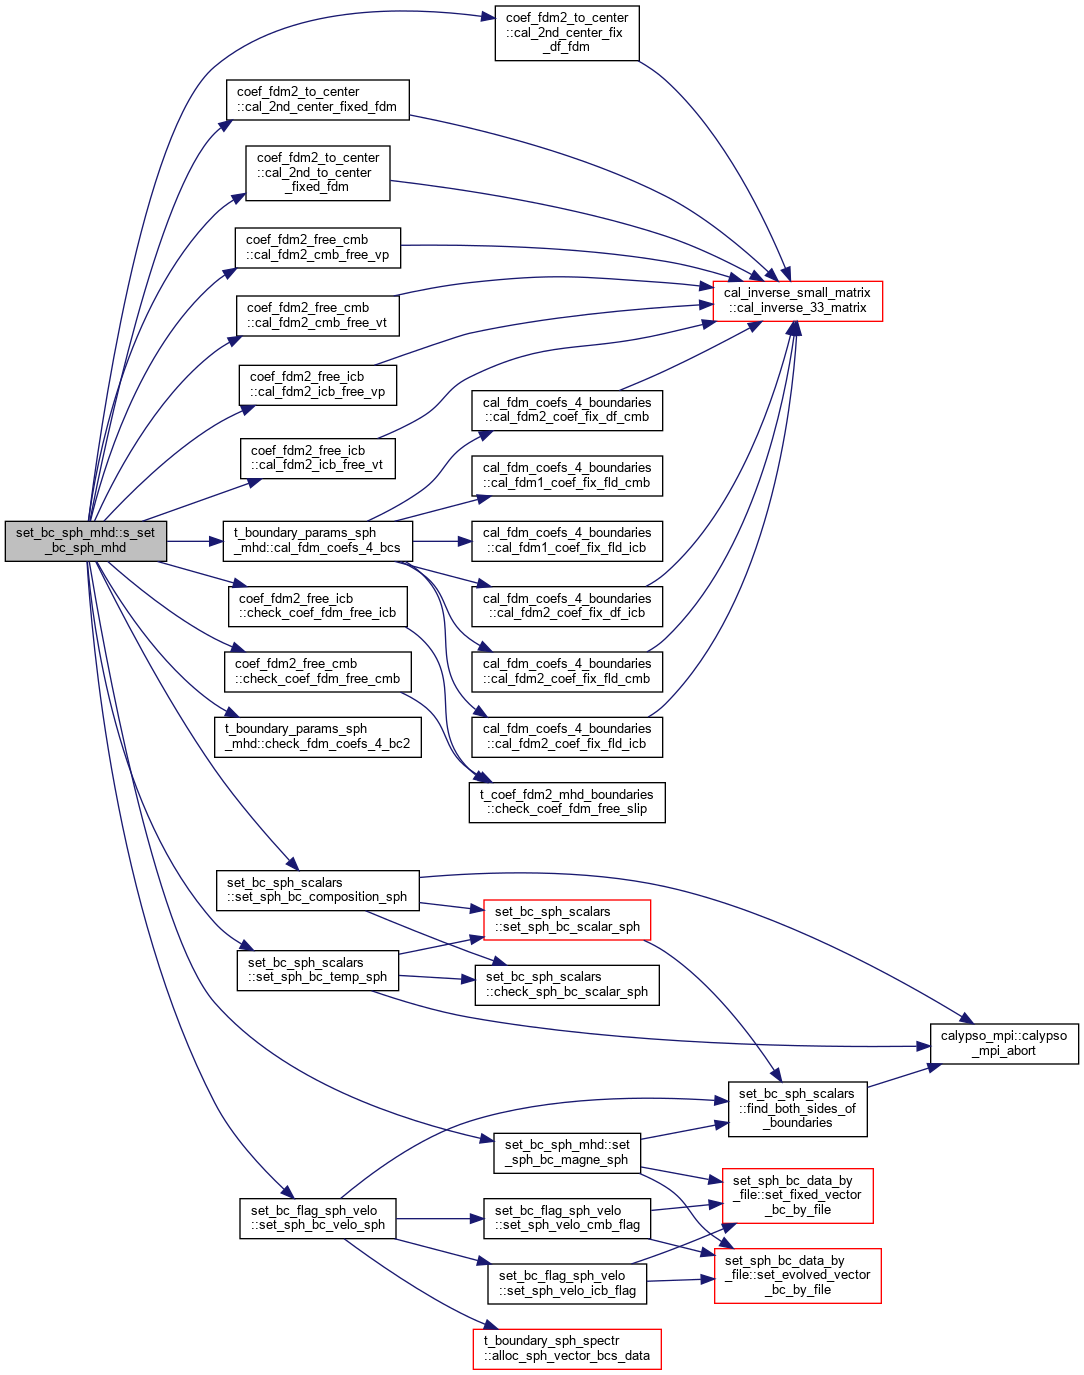 coef_fdm2_to_center
::cal_2nd_center_fix
_df_fdm
coef_fdm2_to_center
::cal_2nd_center_fixed_fdm
coef_fdm2_to_center
::cal_2nd_to_center
_fixed_fdm
coef_fdm2_free_cmb
::cal_fdm2_cmb_free_vp
cal_inverse_small_matrix
::cal_inverse_33_matrix
coef_fdm2_free_cmb
::cal_fdm2_cmb_free_vt
coef_fdm2_free_icb
::cal_fdm2_icb_free_vp
cal_fdm_coefs_4_boundaries
::cal_fdm2_coef_fix_df_cmb
coef_fdm2_free_icb
::cal_fdm2_icb_free_vt
cal_fdm_coefs_4_boundaries
::cal_fdm1_coef_fix_fld_cmb
set_bc_sph_mhd::s_set
_bc_sph_mhd
t_boundary_params_sph
_mhd::cal_fdm_coefs_4_bcs
cal_fdm_coefs_4_boundaries
::cal_fdm1_coef_fix_fld_icb
coef_fdm2_free_icb
::check_coef_fdm_free_icb
cal_fdm_coefs_4_boundaries
::cal_fdm2_coef_fix_df_icb
coef_fdm2_free_cmb
::check_coef_fdm_free_cmb
cal_fdm_coefs_4_boundaries
::cal_fdm2_coef_fix_fld_cmb
t_boundary_params_sph
_mhd::check_fdm_coefs_4_bc2
cal_fdm_coefs_4_boundaries
::cal_fdm2_coef_fix_fld_icb
t_coef_fdm2_mhd_boundaries
::check_coef_fdm_free_slip
set_bc_sph_scalars
::set_sph_bc_composition_sph
set_bc_sph_scalars
::set_sph_bc_scalar_sph
set_bc_sph_scalars
::set_sph_bc_temp_sph
set_bc_sph_scalars
::check_sph_bc_scalar_sph
calypso_mpi::calypso
_mpi_abort
set_bc_sph_scalars
::find_both_sides_of
_boundaries
set_bc_sph_mhd::set
_sph_bc_magne_sph
set_sph_bc_data_by
_file::set_fixed_vector
_bc_by_file
set_bc_flag_sph_velo
::set_sph_bc_velo_sph
set_bc_flag_sph_velo
::set_sph_velo_cmb_flag
set_sph_bc_data_by
_file::set_evolved_vector
_bc_by_file
set_bc_flag_sph_velo
::set_sph_velo_icb_flag
t_boundary_sph_spectr
::alloc_sph_vector_bcs_data